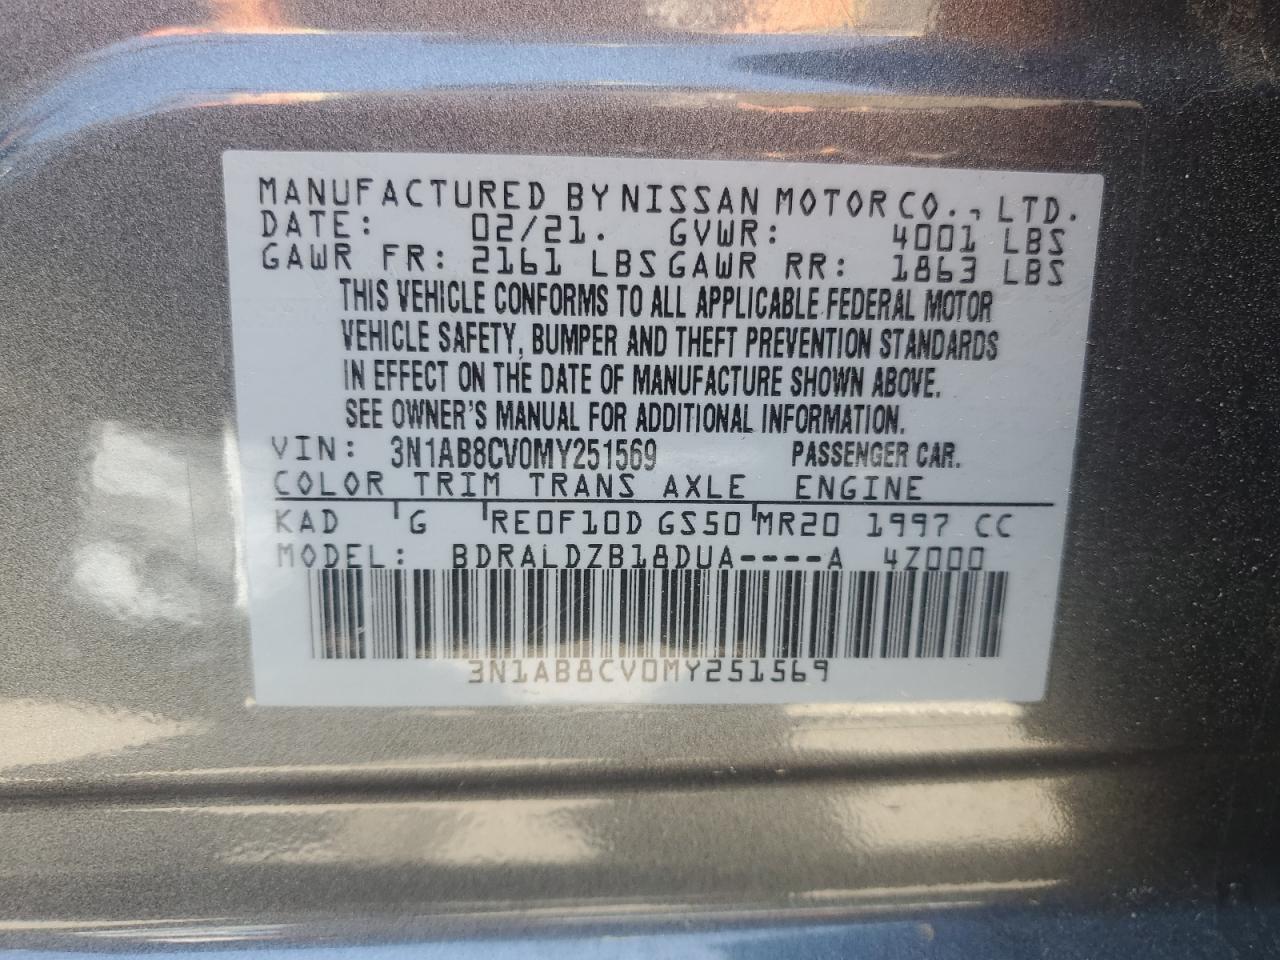 MANUFACTURED BY NISSAN MOTOR CO., LTD.
DATE: 02/21. GVWR: 4001 LBS
GAWR FR: 2161 LBS GAWR RR: 1863 LBS
THIS VEHICLE CONFORMS TO ALL APPLICABLE FEDERAL MOTOR
VEHICLE SAFETY, BUMPER AND THEFT PREVENTION STANDARDS
IN EFFECT ON THE DATE OF MANUFACTURE SHOWN ABOVE.
SEE OWNER'S MANUAL FOR ADDITIONAL INFORMATION.
VIN: 3N1AB8CV0MY251569 PASSENGER CAR.
COLOR TRIM TRANS AXLE ENGINE
KAD G RE0F10D GS50 MR20 1997 CC
MODEL: BDRALDZB18DUA----A 4Z000
3N1AB8CV0MY251569